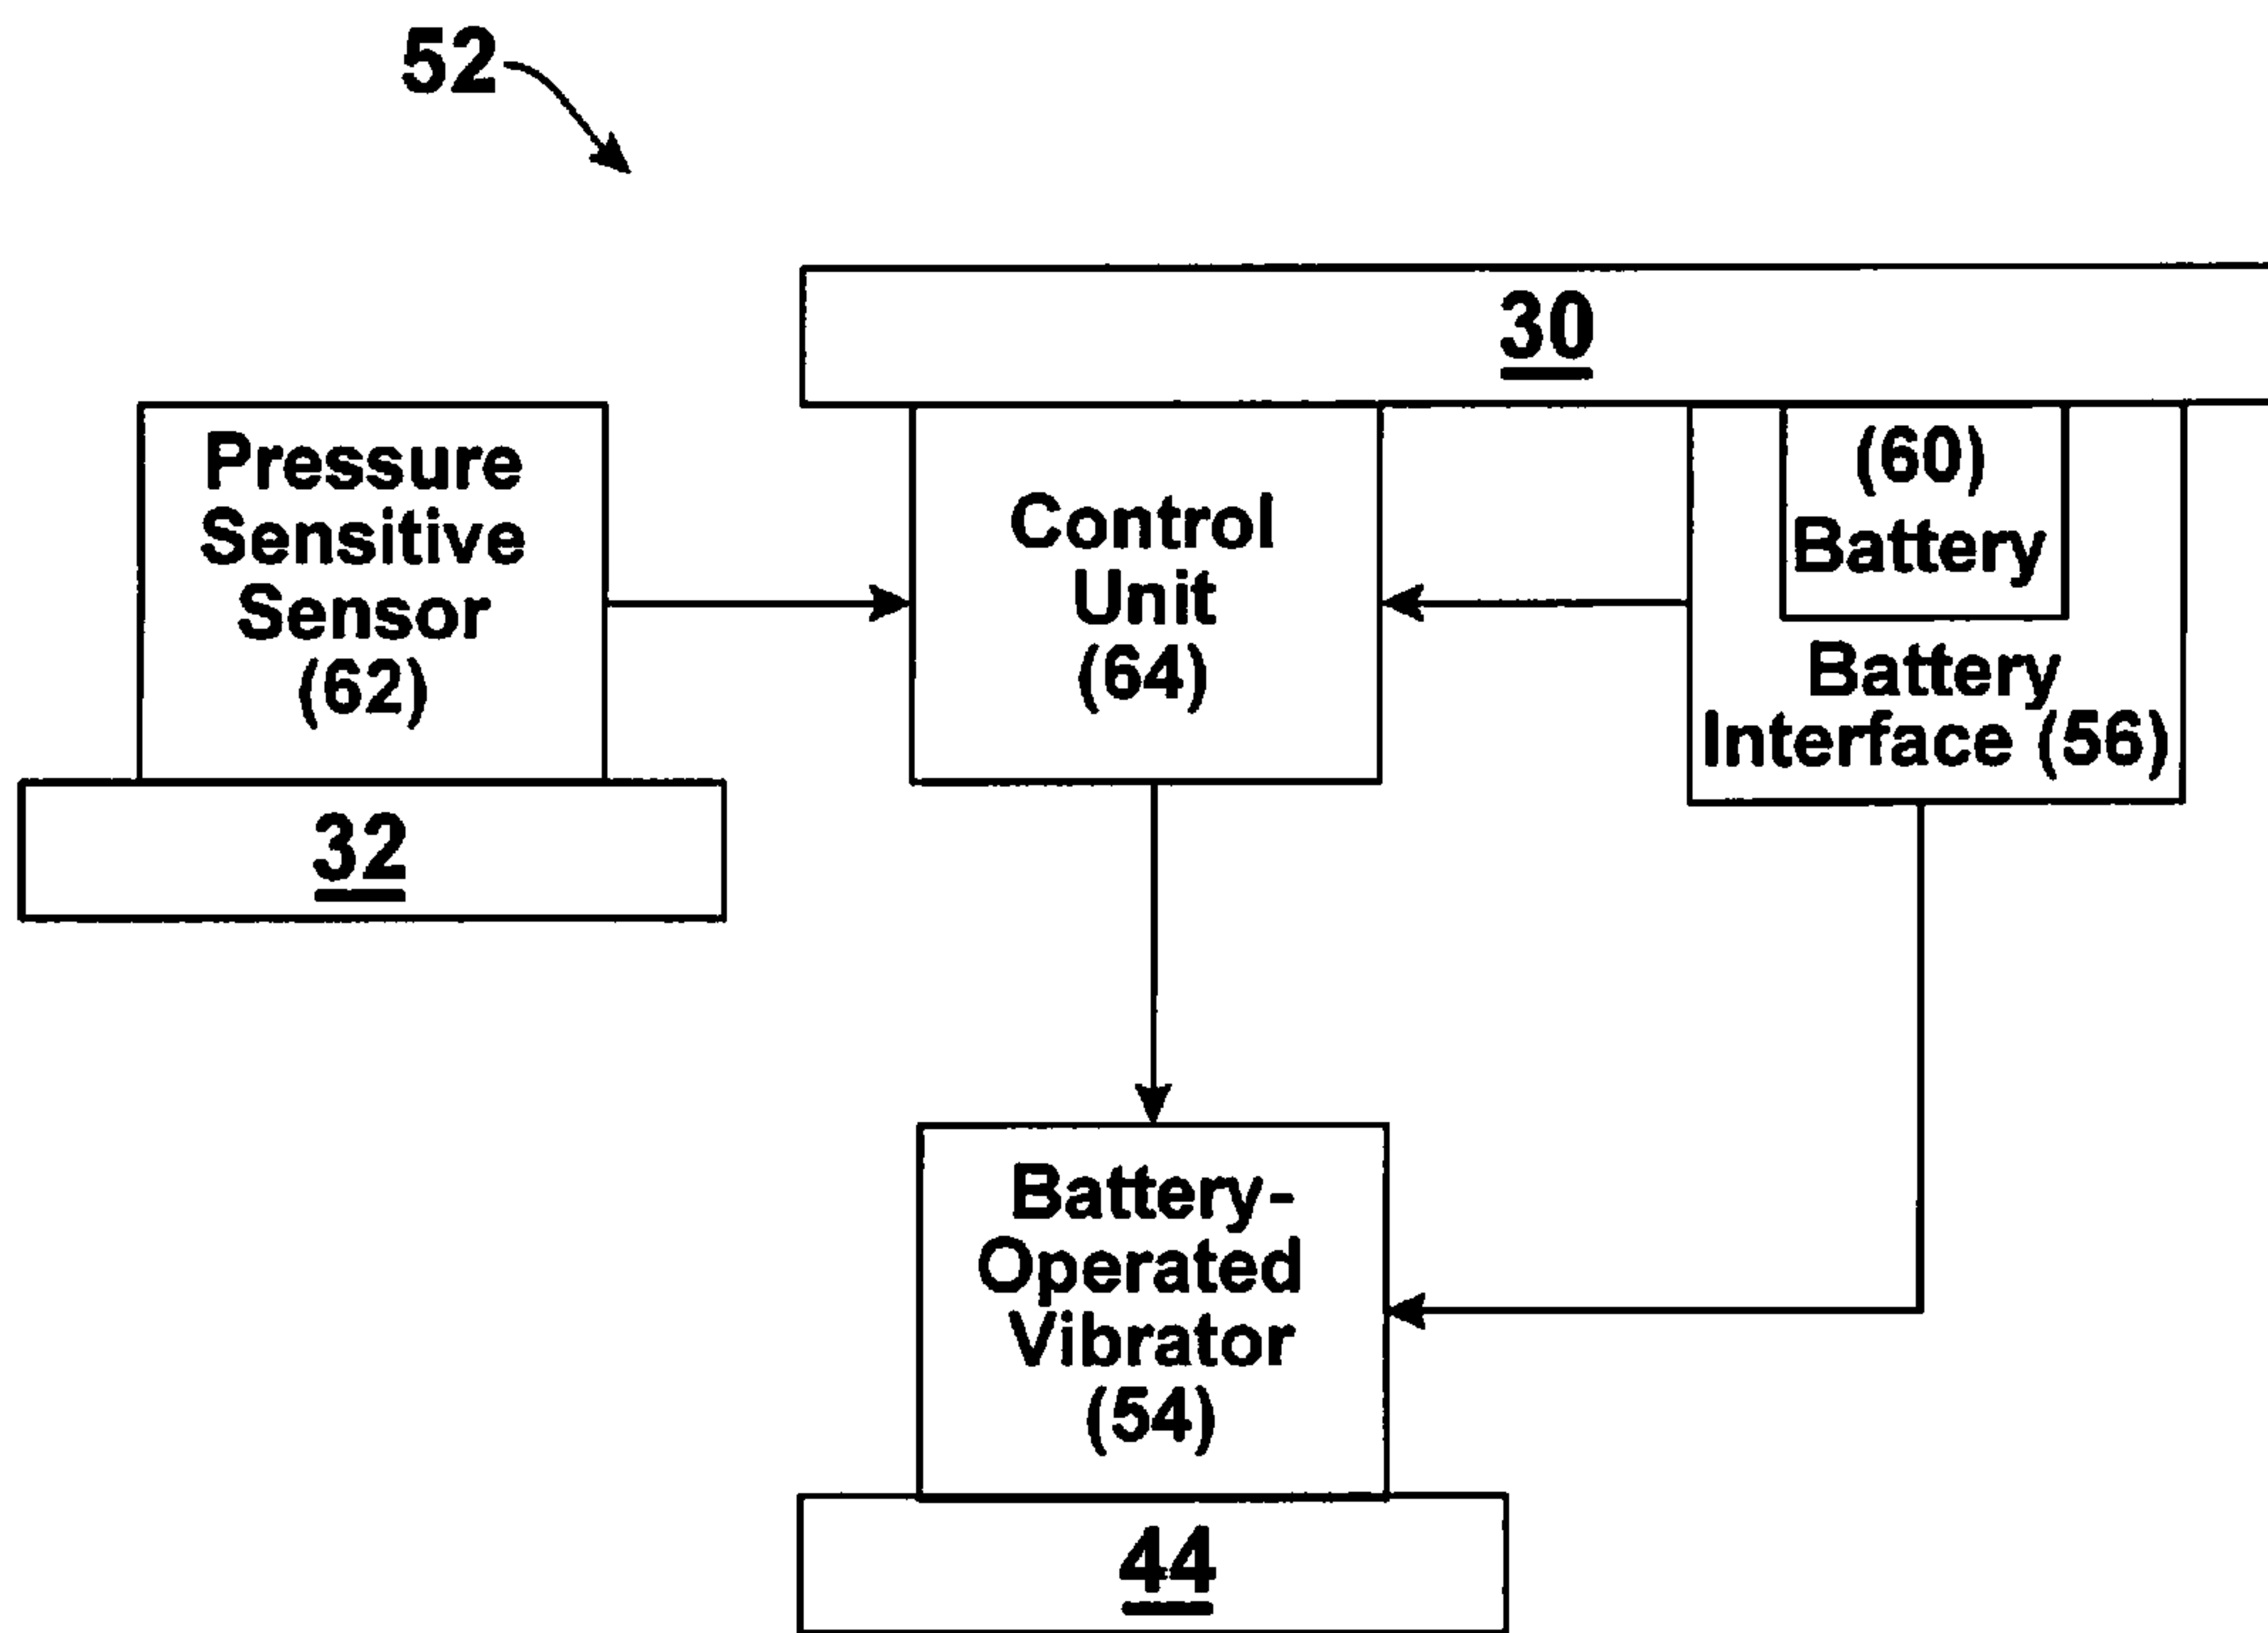 52
30
Pressure
Sensitive
Sensor
(62)
32
Control
Unit
(64)
(60)
Battery
Battery
Interface (56)
Battery-
Operated
Vibrator
(54)
44